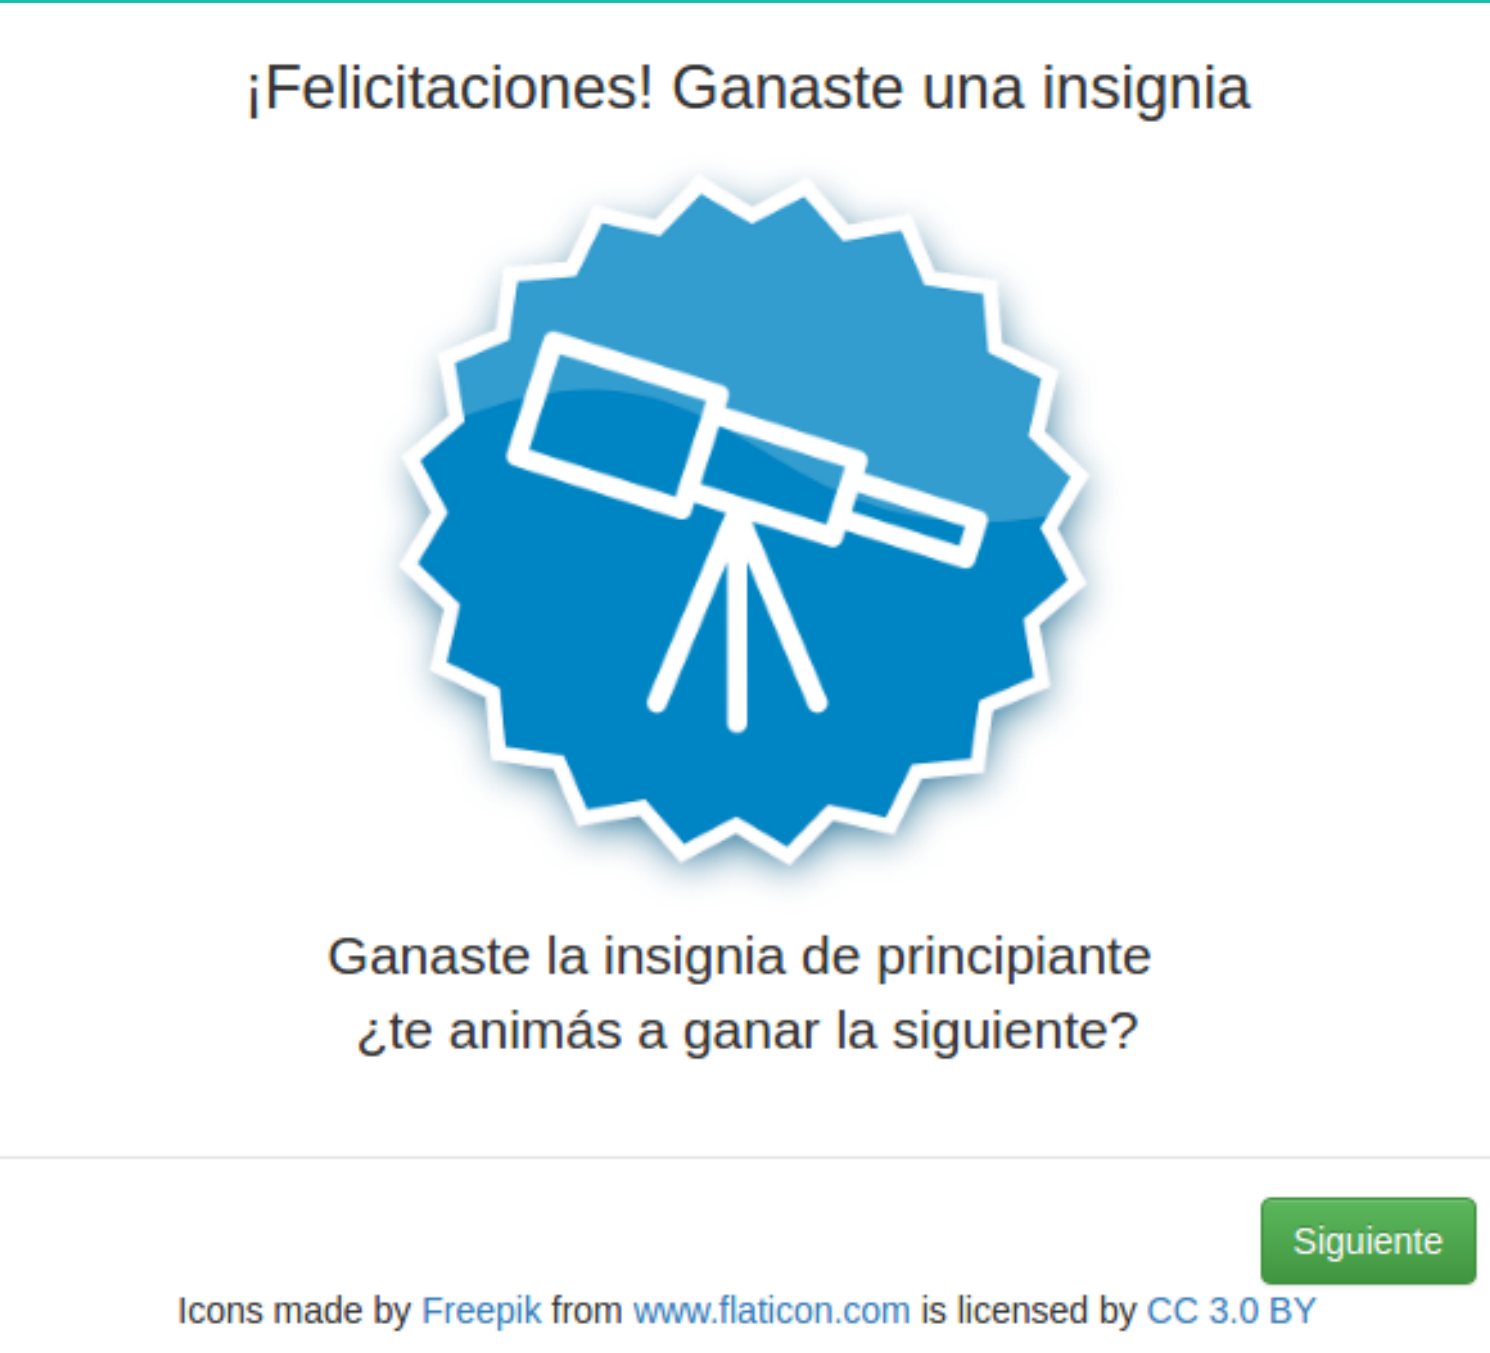 ¡Felicitaciones! Ganaste una insignia
Ganaste la insignia de principiante
¿te animás a ganar la siguiente?
Siguiente
Icons made by Freepik from www.flaticon.com is licensed by CC 3.0 BY